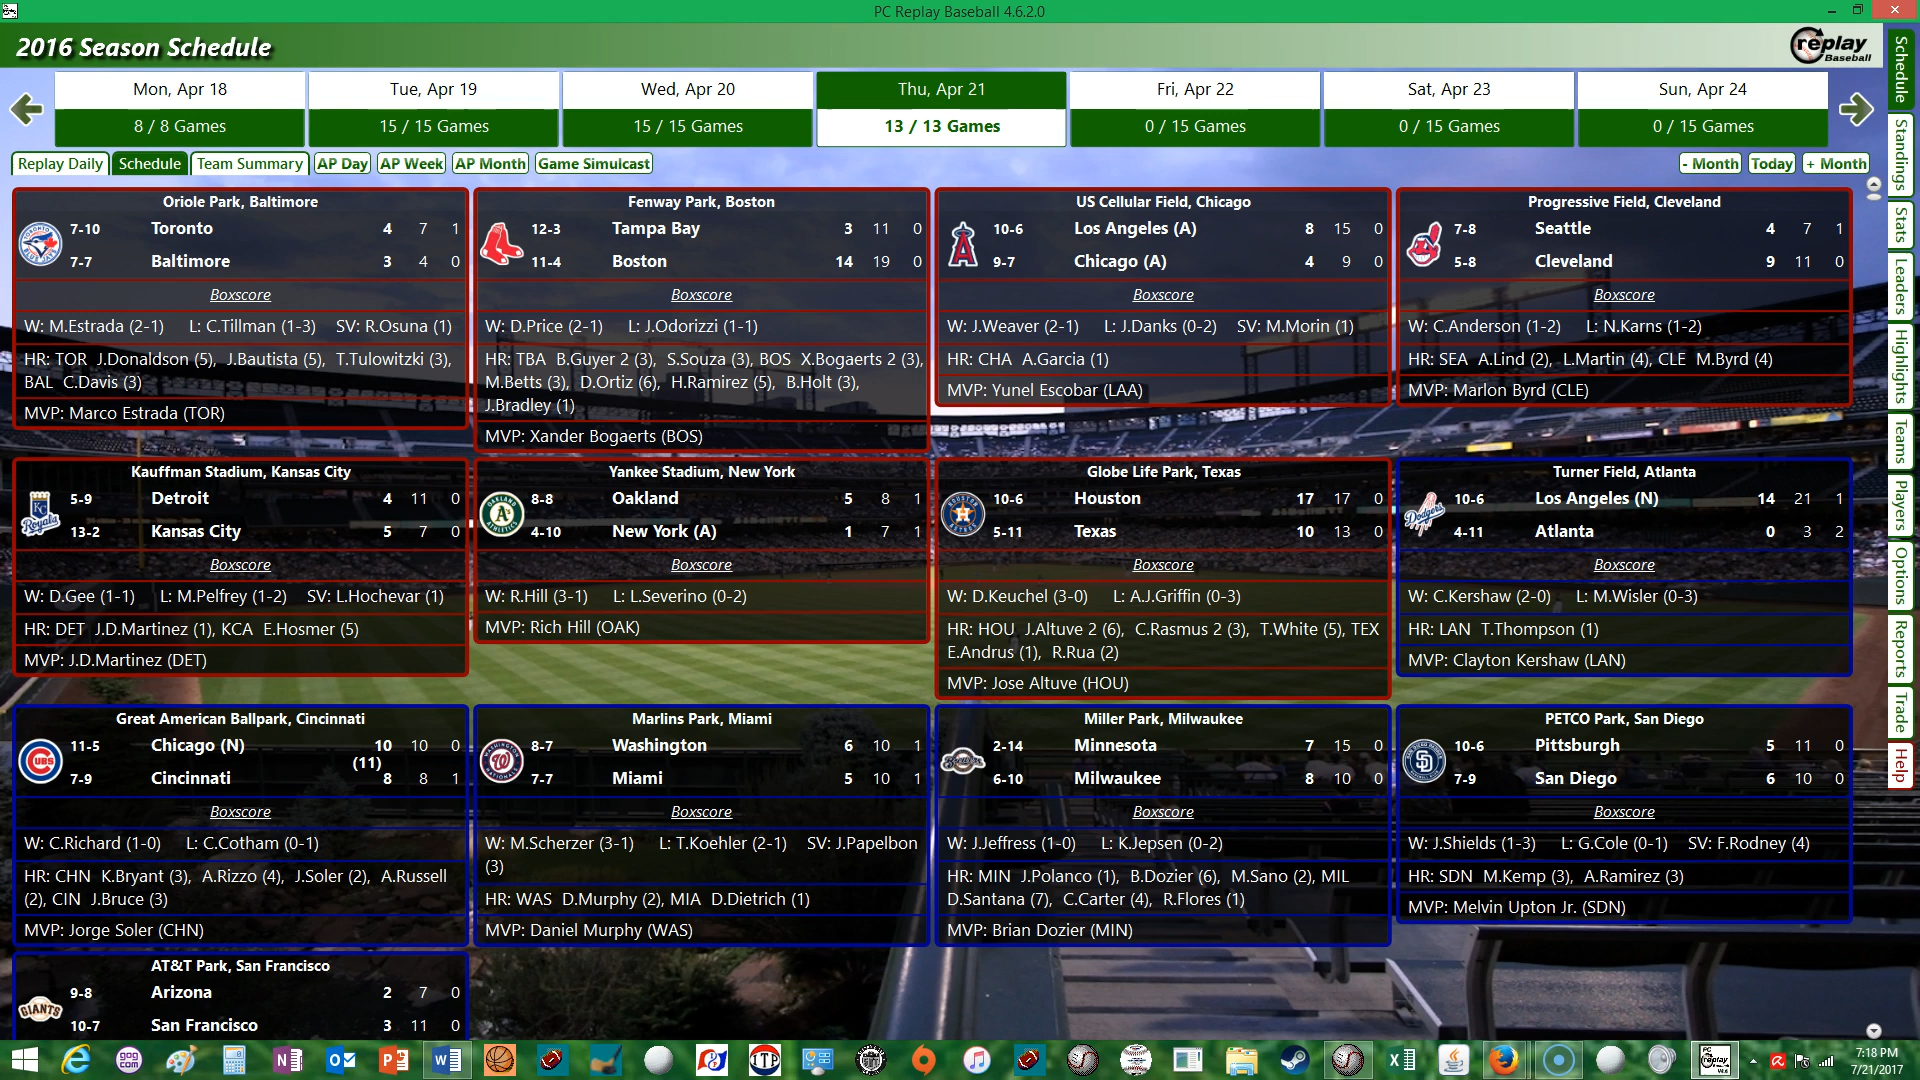 PC Replay Baseball 4.6.2.0
2016 Season Schedule
replay Baseball
Mon, Apr 18 Tue, Apr 19 Wed, Apr 20 Thu, Apr 21 Fri, Apr 22 Sat, Apr 23 Sun, Apr 24
8 / 8 Games 15 / 15 Games 15 / 15 Games 13 / 13 Games 0 / 15 Games 0 / 15 Games 0 / 15 Games
Replay Daily Schedule Team Summary AP Day AP Week AP Month Game Simulcast - Month Today + Month
Oriole Park, Baltimore
7-10 Toronto 4 7 1
7-7 Baltimore 3 4 0
Boxscore
W: M.Estrada (2-1) L: C.Tillman (1-3) SV: R.Osuna (1)
HR: TOR J.Donaldson (5), J.Bautista (5), T.Tulowitzki (3),
BAL C.Davis (3)
MVP: Marco Estrada (TOR)
Fenway Park, Boston
12-3 Tampa Bay 3 11 0
11-4 Boston 14 19 0
Boxscore
W: D.Price (2-1) L: J.Odorizzi (1-1)
HR: TBA B.Guyer 2 (3), S.Souza (3), BOS X.Bogaerts 2 (3),
M.Betts (3), D.Ortiz (6), H.Ramirez (5), B.Holt (3),
J.Bradley (1)
MVP: Xander Bogaerts (BOS)
US Cellular Field, Chicago
10-6 Los Angeles (A) 8 15 0
9-7 Chicago (A) 4 9 0
Boxscore
W: J.Weaver (2-1) L: J.Danks (0-2) SV: M.Morin (1)
HR: CHA A.Garcia (1)
MVP: Yunel Escobar (LAA)
Progressive Field, Cleveland
7-8 Seattle 4 7 1
5-8 Cleveland 9 11 0
Boxscore
W: C.Anderson (1-2) L: N.Karns (1-2)
HR: SEA A.Lind (2), L.Martin (4), CLE M.Byrd (4)
MVP: Marlon Byrd (CLE)
Kauffman Stadium, Kansas City
5-9 Detroit 4 11 0
13-2 Kansas City 5 7 0
Boxscore
W: D.Gee (1-1) L: M.Pelfrey (1-2) SV: L.Hochevar (1)
HR: DET J.D.Martinez (1), KCA E.Hosmer (5)
MVP: J.D.Martinez (DET)
Yankee Stadium, New York
8-8 Oakland 5 8 1
4-10 New York (A) 1 7 1
Boxscore
W: R.Hill (3-1) L: L.Severino (0-2)
MVP: Rich Hill (OAK)
Globe Life Park, Texas
10-6 Houston 17 17 0
5-11 Texas 10 13 0
Boxscore
W: D.Keuchel (3-0) L: A.J.Griffin (0-3)
HR: HOU J.Altuve 2 (6), C.Rasmus 2 (3), T.White (5), TEX
E.Andrus (1), R.Rua (2)
MVP: Jose Altuve (HOU)
Turner Field, Atlanta
10-6 Los Angeles (N) 14 21 1
4-11 Atlanta 0 3 2
Boxscore
W: C.Kershaw (2-0) L: M.Wisler (0-3)
HR: LAN T.Thompson (1)
MVP: Clayton Kershaw (LAN)
Great American Ballpark, Cincinnati
11-5 Chicago (N) 10 10 0
(11)
7-9 Cincinnati 8 8 1
Boxscore
W: C.Richard (1-0) L: C.Cotham (0-1)
HR: CHN K.Bryant (3), A.Rizzo (4), J.Soler (2), A.Russell
(2), CIN J.Bruce (3)
MVP: Jorge Soler (CHN)
Marlins Park, Miami
8-7 Washington 6 10 1
7-7 Miami 5 10 1
Boxscore
W: M.Scherzer (3-1) L: T.Koehler (2-1) SV: J.Papelbon
(3)
HR: WAS D.Murphy (2), MIA D.Dietrich (1)
MVP: Daniel Murphy (WAS)
Miller Park, Milwaukee
2-14 Minnesota 7 15 0
6-10 Milwaukee 8 10 0
Boxscore
W: J.Jeffress (1-0) L: K.Jepsen (0-2)
HR: MIN J.Polanco (1), B.Dozier (6), M.Sano (2), MIL
D.Santana (7), C.Carter (4), R.Flores (1)
MVP: Brian Dozier (MIN)
PETCO Park, San Diego
10-6 Pittsburgh 5 11 0
7-9 San Diego 6 10 0
Boxscore
W: J.Shields (1-3) L: G.Cole (0-1) SV: F.Rodney (4)
HR: SDN M.Kemp (3), A.Ramirez (3)
MVP: Melvin Upton Jr. (SDN)
AT&T Park, San Francisco
9-8 Arizona 2 7 0
10-7 San Francisco 3 11 0
Schedule
Standings
Stats
Leaders
Highlights
Teams
Players
Options
Reports
Trade
Help
7:18 PM
7/21/2017